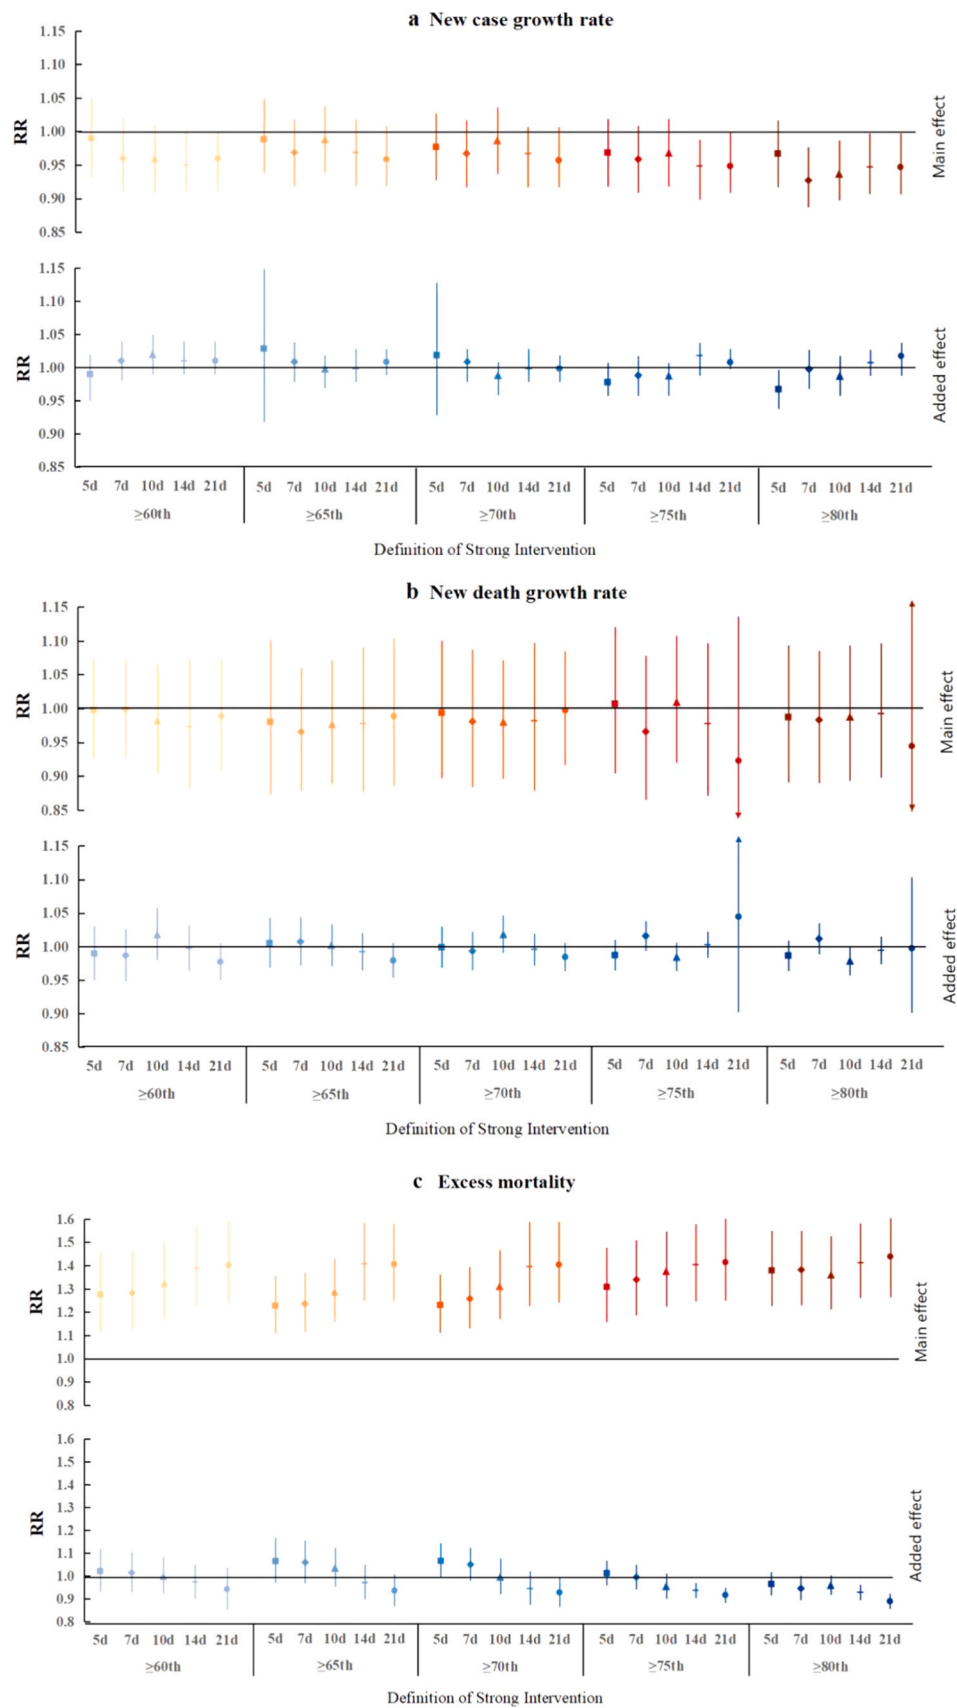 a New case growth rate
1.15
1.10
1.05
1.00
0.95
0.90
0.85
RR
Main effect
1.15
1.10
1.05
1.00
0.95
0.90
0.85
RR
Added effect
5d 7d 10d 14d 21d 5d 7d 10d 14d 21d 5d 7d 10d 14d 21d 5d 7d 10d 14d 21d 5d 7d 10d 14d 21d
≥60th ≥65th ≥70th ≥75th ≥80th
Definition of Strong Intervention
b New death growth rate
1.15
1.10
1.05
1.00
0.95
0.90
0.85
RR
Main effect
1.15
1.10
1.05
1.00
0.95
0.90
0.85
RR
Added effect
5d 7d 10d 14d 21d 5d 7d 10d 14d 21d 5d 7d 10d 14d 21d 5d 7d 10d 14d 21d 5d 7d 10d 14d 21d
≥60th ≥65th ≥70th ≥75th ≥80th
Definition of Strong Intervention
c Excess mortality
1.6
1.5
1.4
1.3
1.2
1.1
1.0
0.9
0.8
RR
Main effect
1.6
1.5
1.4
1.3
1.2
1.1
1.0
0.9
0.8
RR
Added effect
5d 7d 10d 14d 21d 5d 7d 10d 14d 21d 5d 7d 10d 14d 21d 5d 7d 10d 14d 21d 5d 7d 10d 14d 21d
≥60th ≥65th ≥70th ≥75th ≥80th
Definition of Strong Intervention